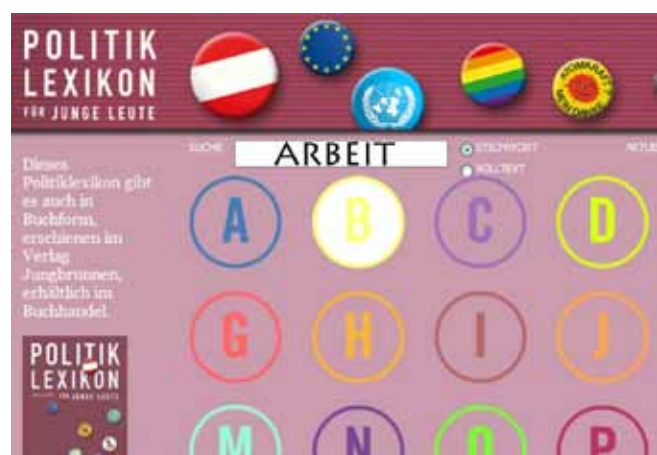 POLITIK
LEXIKON
FÜR JUNGE LEUTE
SUCHE
ARBEIT
STICHWORT
VOLLTEXT
Dieses
Politiklexikon gibt
es auch in
Buchform,
erschienen im
Verlag
Jungbrunnen,
erhältlich im
Buchhandel.
A B C D
G H I J
POLITIK
LEXIKON
M N O P